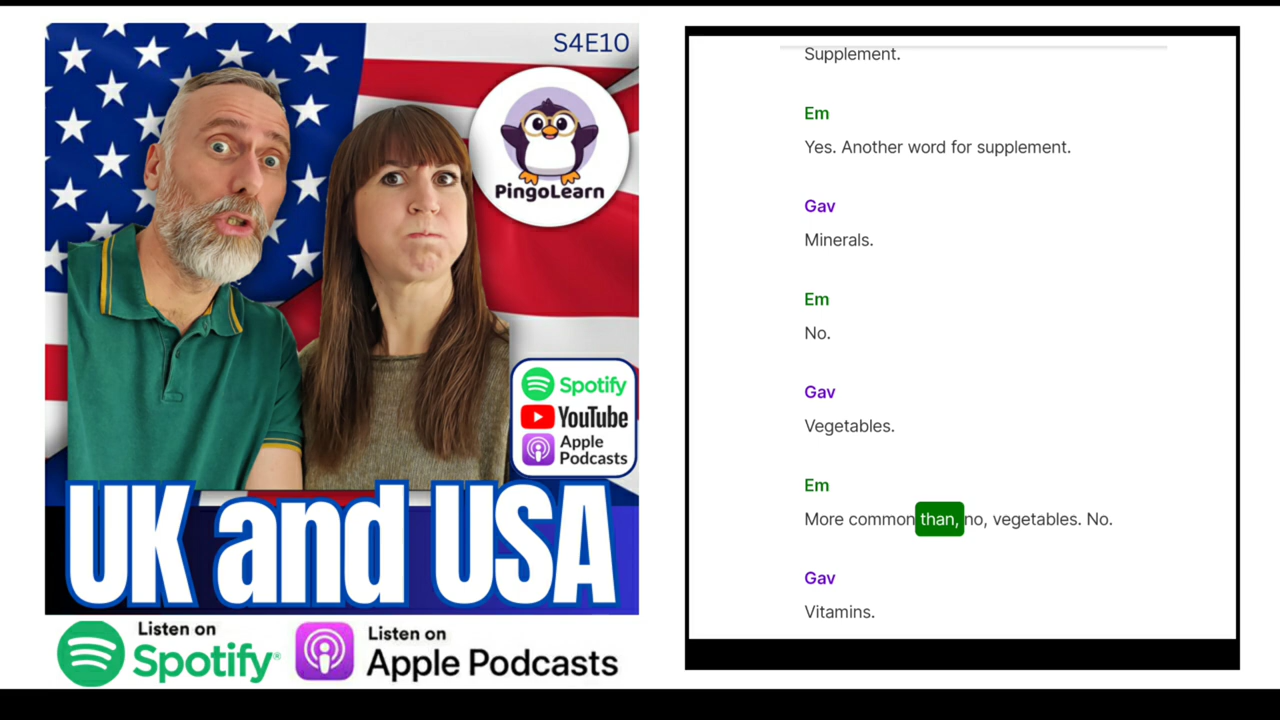 S4E10
PingoLearn
Spotify
YouTube
Apple
Podcasts
UK and USA
Listen on
Spotify
Listen on
Apple Podcasts
Supplement.
Em
Yes. Another word for supplement.
Gav
Minerals.
Em
No.
Gav
Vegetables.
Em
More common than, no, vegetables. No.
Gav
Vitamins.